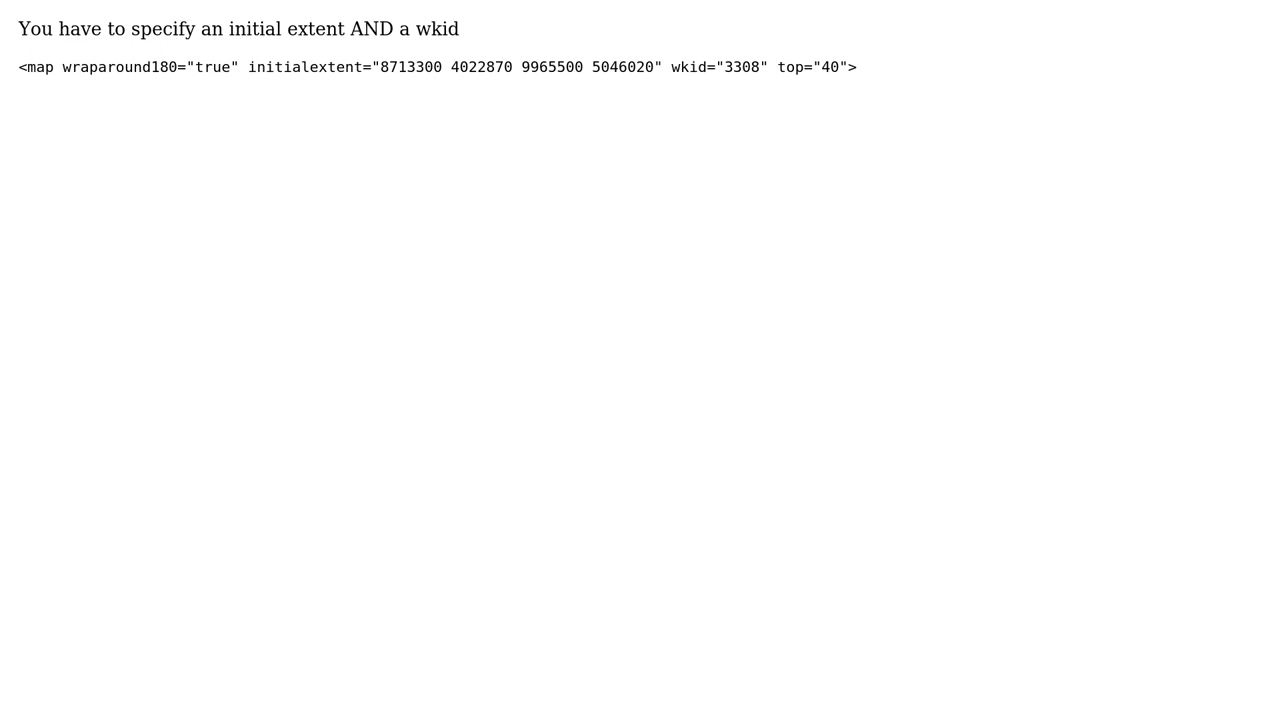 You have to specify an initial extent AND a wkid
<map wraparound180="true" initialextent="8713300 4022870 9965500 5046020" wkid="3308" top="40">